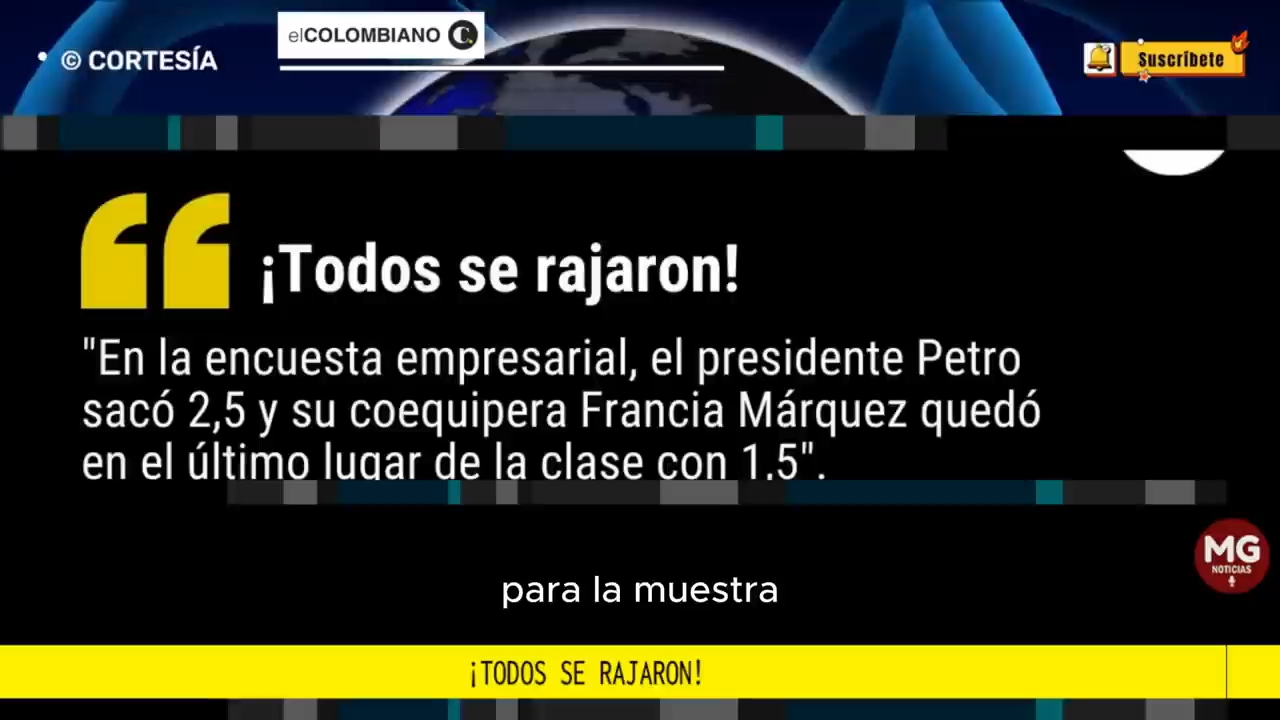 © CORTESÍA
elCOLOMBIANO C
Suscríbete
¡Todos se rajaron!
"En la encuesta empresarial, el presidente Petro
sacó 2,5 y su coequipera Francia Márquez quedó
en el último lugar de la clase con 1,5".
MG
NOTICIAS
para la muestra
¡TODOS SE RAJARON!